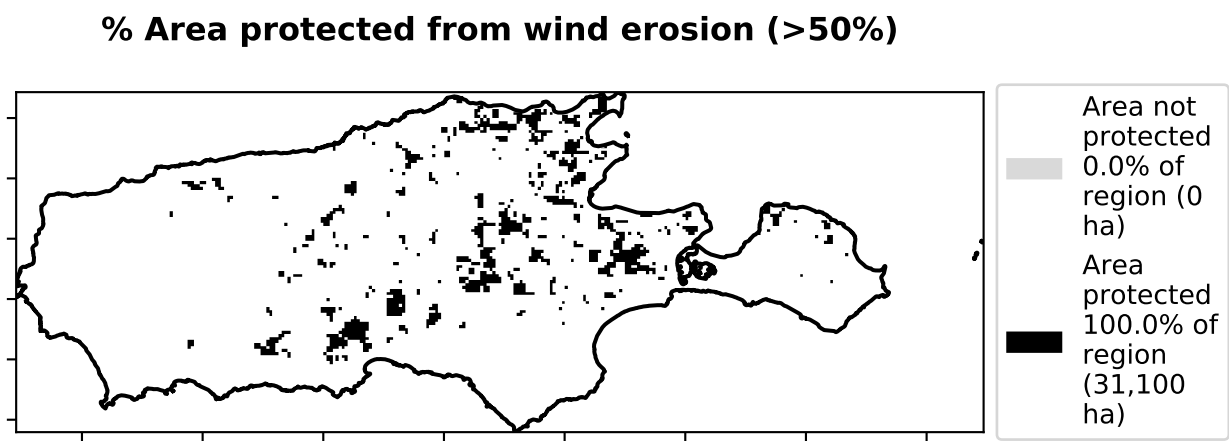 % Area protected from wind erosion (>50%)
Area not
protected
0.0% of
region (0
ha)
Area
protected
100.0% of
region
(31,100
ha)